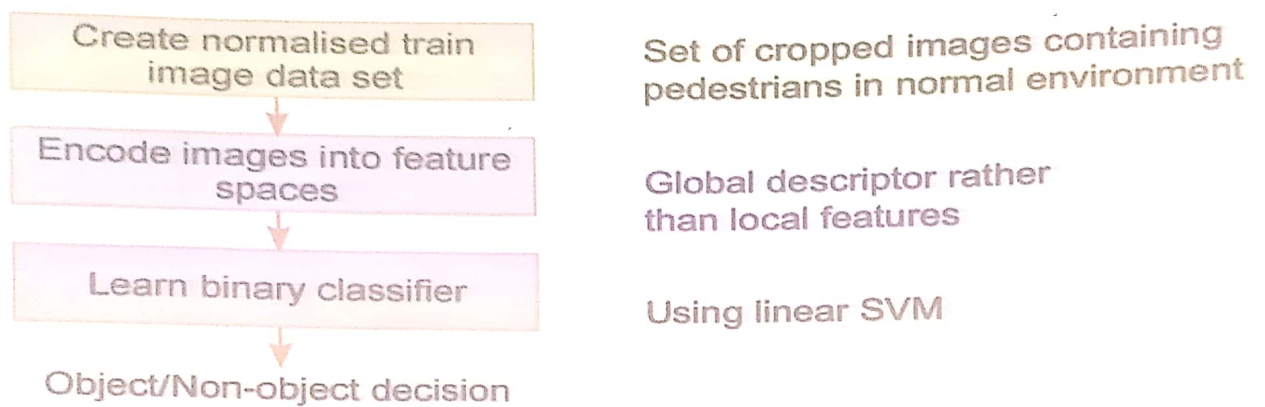 Create normalised train
image data set
Set of cropped images containing
pedestrians in normal environment
Encode images into feature
spaces
Global descriptor rather
than local features
Learn binary classifier
Using linear SVM
Object/Non-object decision